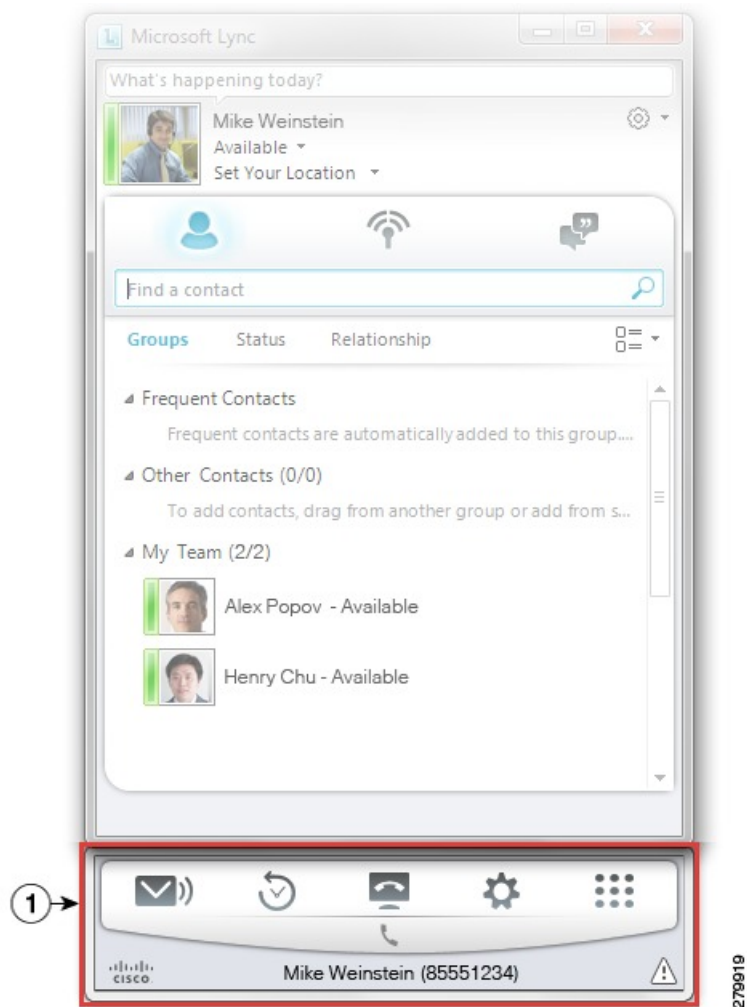 Microsoft Lync
What's happening today?
Mike Weinstein
Available
Set Your Location
Find a contact
Groups Status Relationship
Frequent Contacts
Frequent contacts are automatically added to this group....
Other Contacts (0/0)
To add contacts, drag from another group or add from s...
My Team (2/2)
Alex Popov - Available
Henry Chu - Available
1
CISCO
Mike Weinstein (85551234)
279919